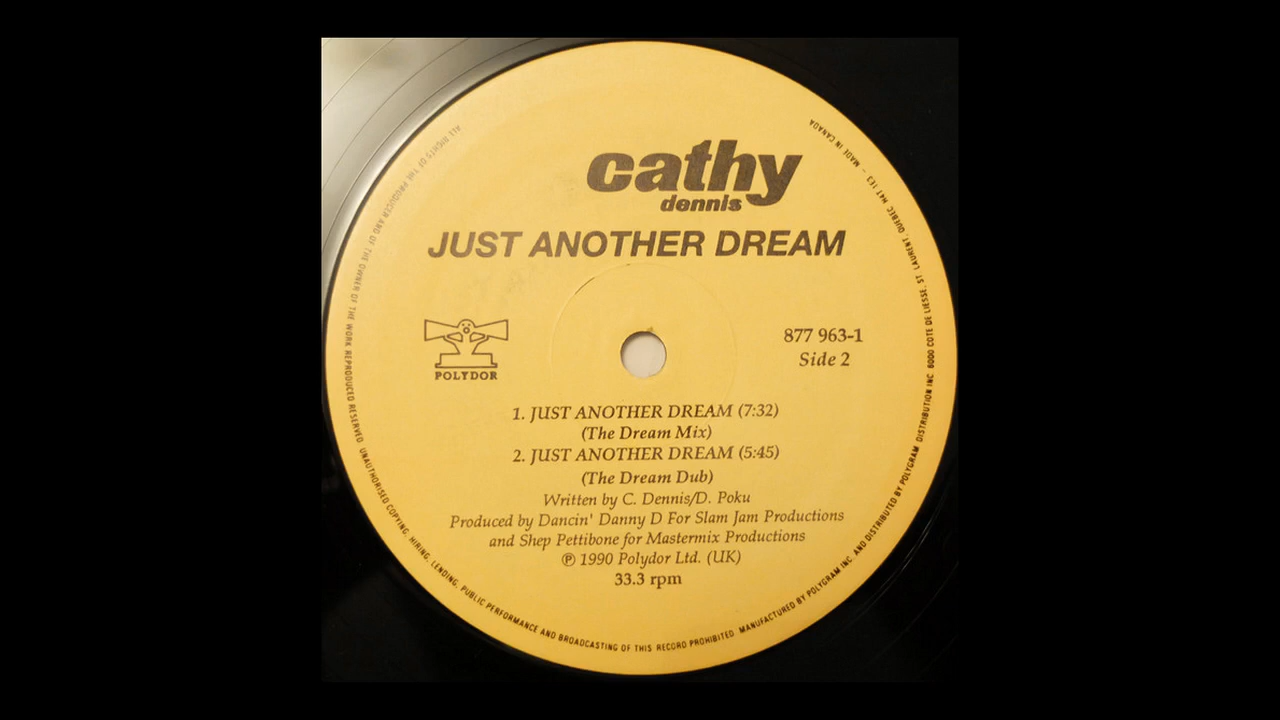 cathy
dennis
JUST ANOTHER DREAM
POLYDOR
877 963-1
Side 2
1. JUST ANOTHER DREAM (7:32)
(The Dream Mix)
2. JUST ANOTHER DREAM (5:45)
(The Dream Dub)
Written by C. Dennis/D. Poku
Produced by Dancin' Danny D For Slam Jam Productions
and Shep Pettibone for Mastermix Productions
℗ 1990 Polydor Ltd. (UK)
33.3 rpm
ALL RIGHTS OF THE PRODUCER AND OF THE OWNER OF THE WORK REPRODUCED RESERVED. UNAUTHORISED COPYING, HIRING, LENDING, PUBLIC PERFORMANCE AND BROADCASTING OF THIS RECORD PROHIBITED. MANUFACTURED BY POLYGRAM INC. AND DISTRIBUTED BY POLYGRAM DISTRIBUTION INC. 6000 COTE DE LIESSE, ST. LAURENT, QUEBEC H4T 1E3 – MADE IN CANADA